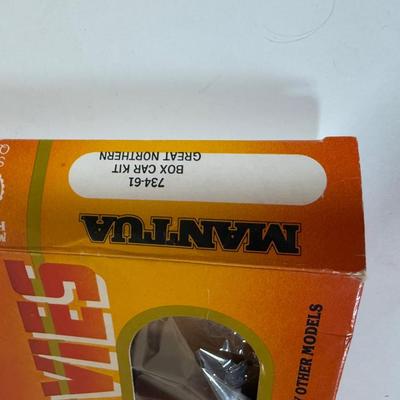 MANTUA
734-61
BOX CAR KIT
GREAT NORTHERN
OTHER MODELS